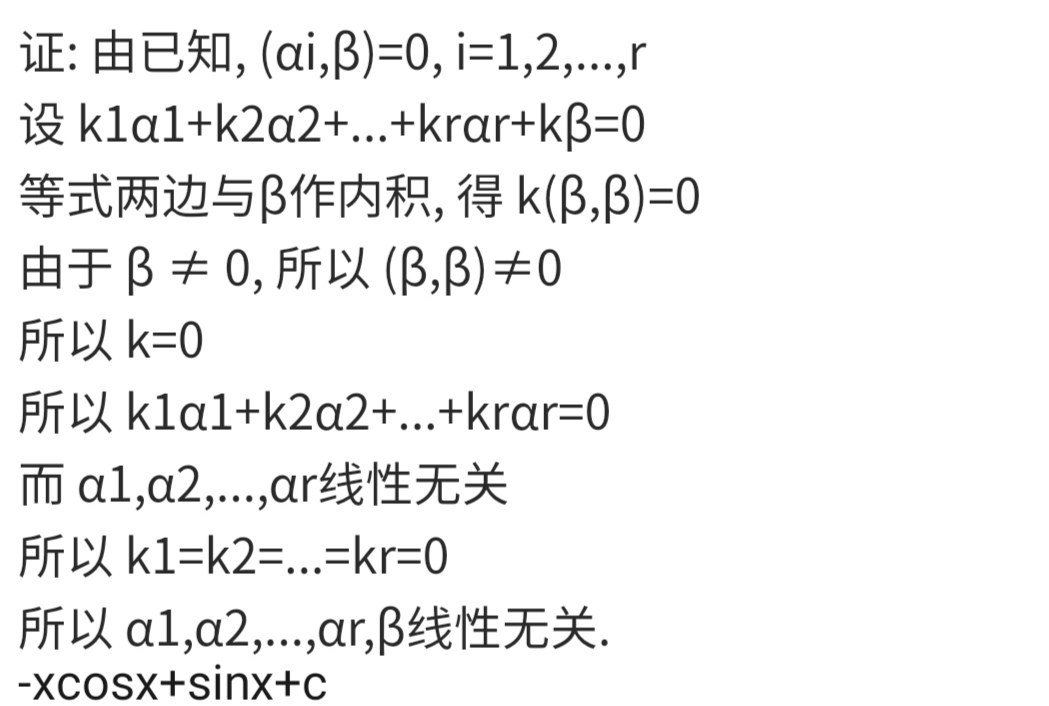 证: 由已知, (αi,β)=0, i=1,2,...,r
设 k1α1+k2α2+...+krαr+kβ=0
等式两边与β作内积, 得 k(β,β)=0
由于 β ≠ 0, 所以 (β,β)≠0
所以 k=0
所以 k1α1+k2α2+...+krαr=0
而 α1,α2,...,αr线性无关
所以 k1=k2=...=kr=0
所以 α1,α2,...,αr,β线性无关.
-xcosx+sinx+c